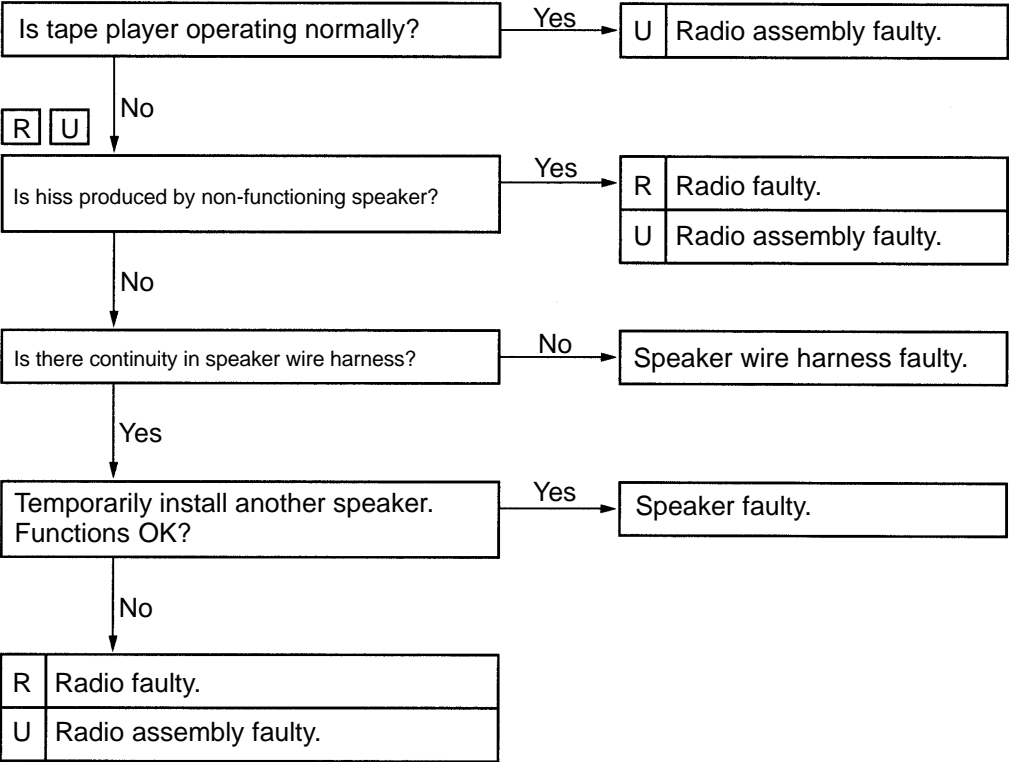 Is tape player operating normally?
Yes
U Radio assembly faulty.
No
R U
Is hiss produced by non-functioning speaker?
Yes
R Radio faulty.
U Radio assembly faulty.
No
Is there continuity in speaker wire harness?
No
Speaker wire harness faulty.
Yes
Temporarily install another speaker.
Functions OK?
Yes
Speaker faulty.
No
R Radio faulty.
U Radio assembly faulty.